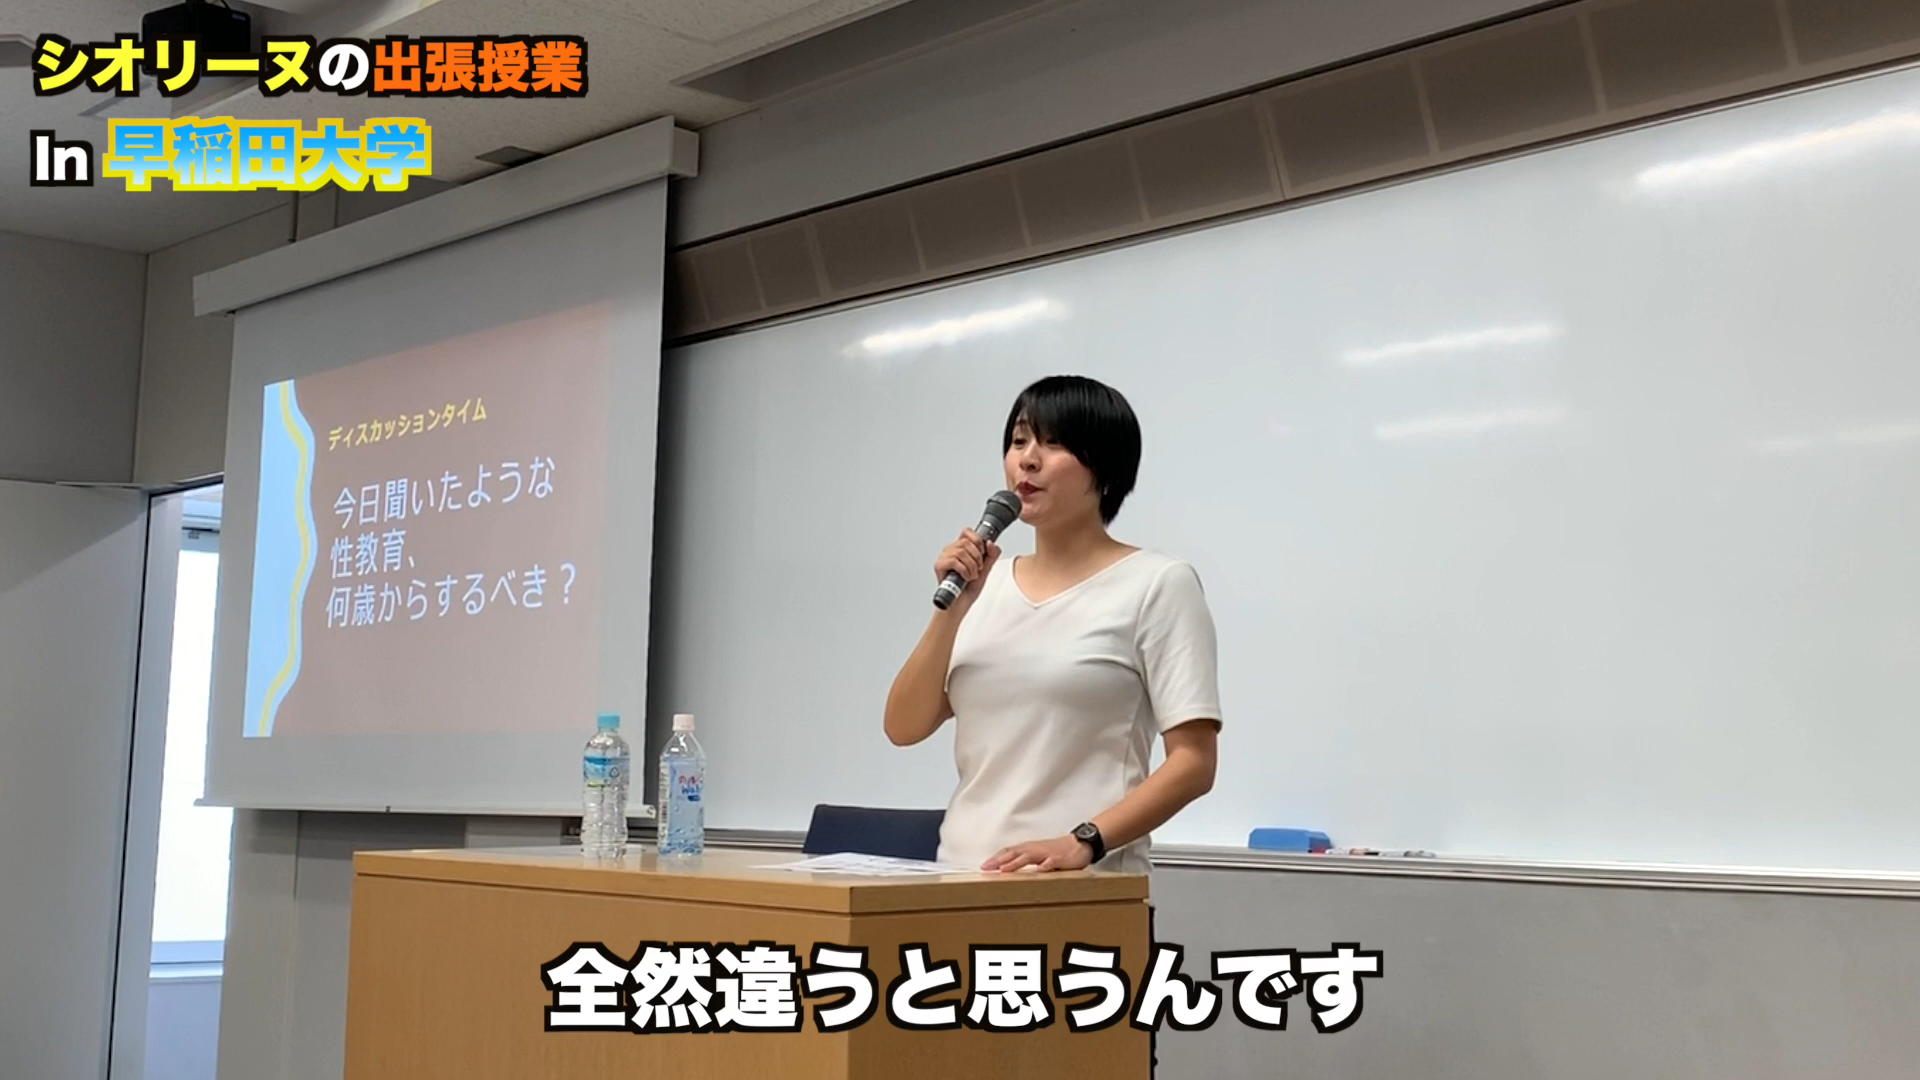 シオリーヌの出張授業
In 早稲田大学
ディスカッションタイム
今日聞いたような
性教育、
何歳からするべき？
全然違うと思うんです